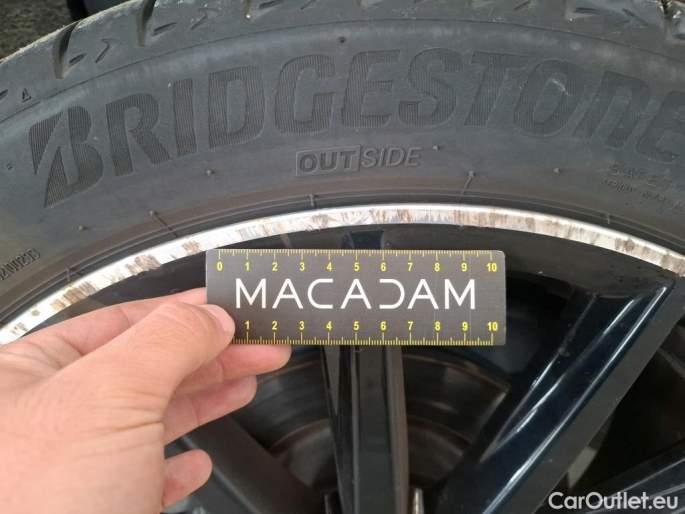 BRIDGESTONE
OUTSIDE
0 1 2 3 4 5 6 7 8 9 10
MACADAM
1 2 3 4 5 6 7 8 9 10
CarOutlet.eu